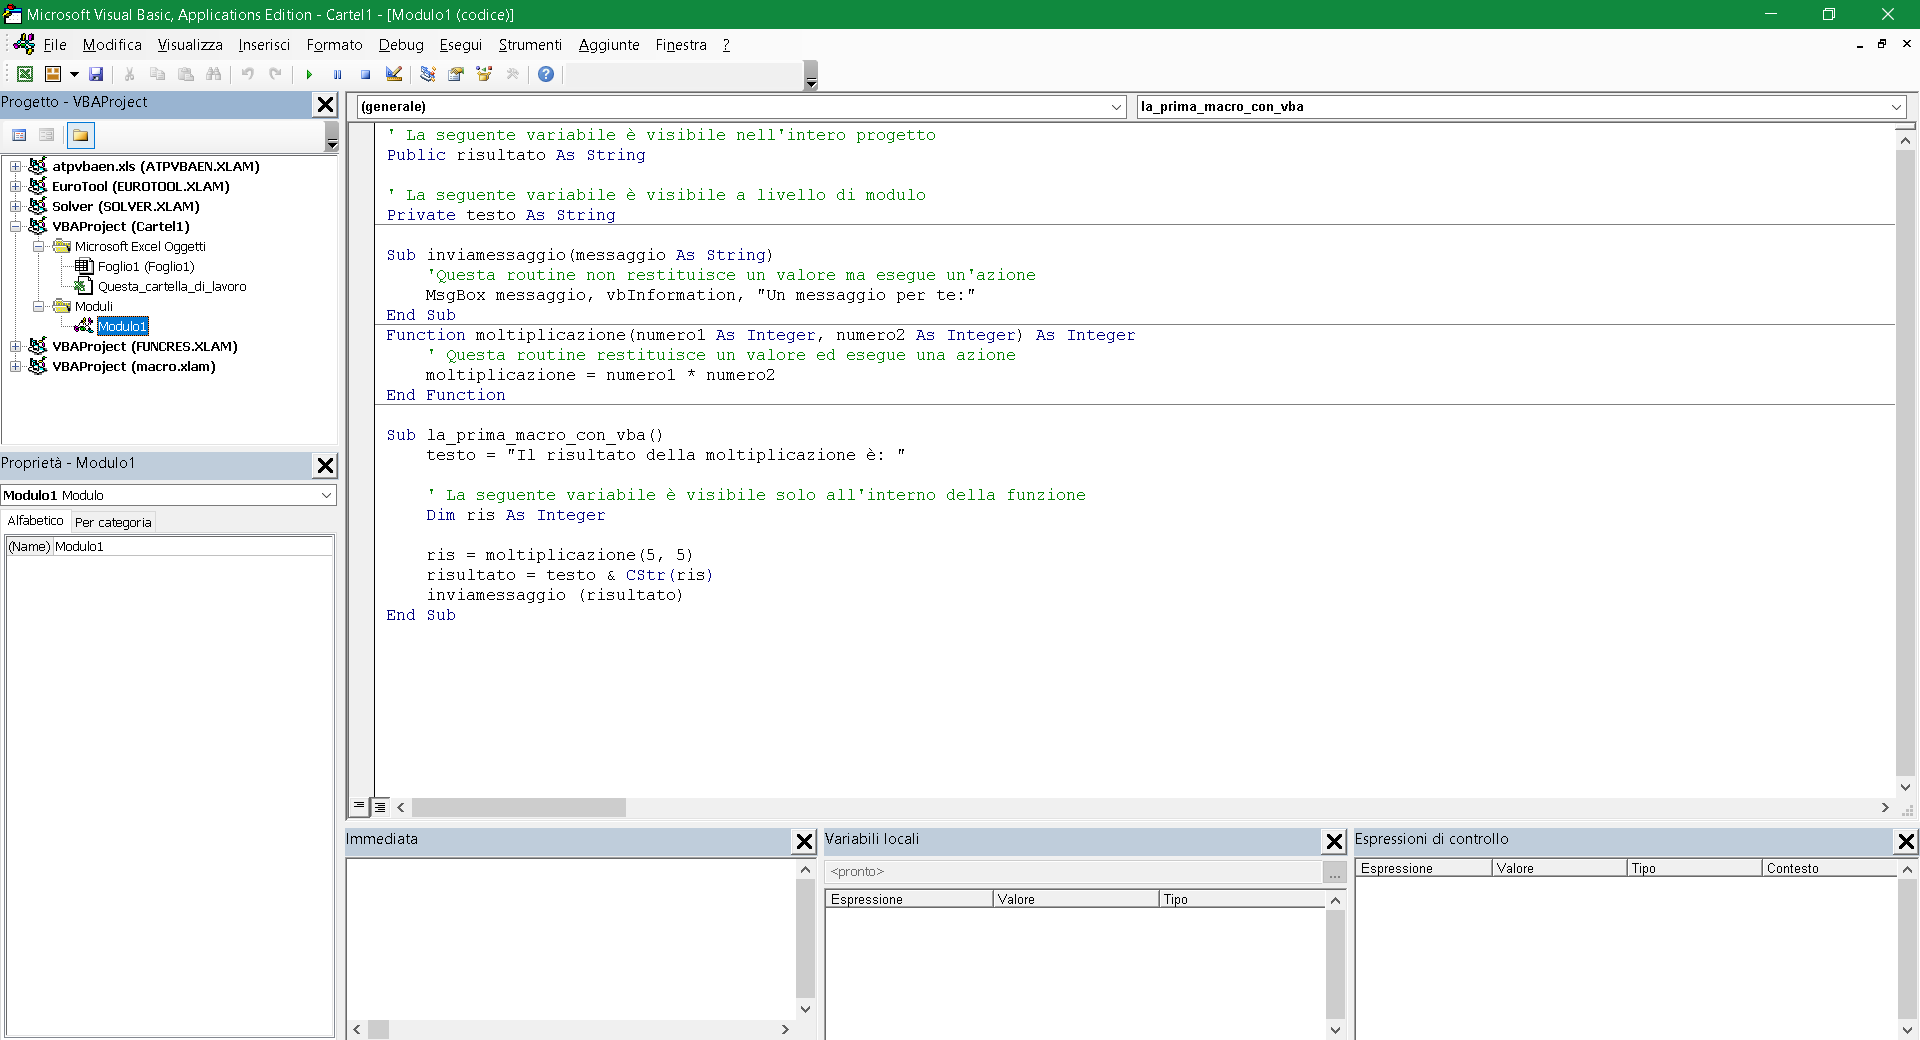 Microsoft Visual Basic, Applications Edition - Cartel1 - [Modulo1 (codice)]
File Modifica Visualizza Inserisci Formato Debug Esegui Strumenti Aggiunte Finestra ?
Progetto - VBAProject
atpvbaen.xls (ATPVBAEN.XLAM)
EuroTool (EUROTOOL.XLAM)
Solver (SOLVER.XLAM)
VBAProject (Cartel1)
Microsoft Excel Oggetti
Foglio1 (Foglio1)
Questa_cartella_di_lavoro
Moduli
Modulo1
VBAProject (FUNCRES.XLAM)
VBAProject (macro.xlam)
Proprietà - Modulo1
Modulo1 Modulo
Alfabetico Per categoria
(Name) Modulo1
(generale) la_prima_macro_con_vba
' La seguente variabile è visibile nell'intero progetto
Public risultato As String
' La seguente variabile è visibile a livello di modulo
Private testo As String
Sub inviamessaggio(messaggio As String)
'Questa routine non restituisce un valore ma esegue un'azione
MsgBox messaggio, vbInformation, "Un messaggio per te:"
End Sub
Function moltiplicazione(numero1 As Integer, numero2 As Integer) As Integer
' Questa routine restituisce un valore ed esegue una azione
moltiplicazione = numero1 * numero2
End Function
Sub la_prima_macro_con_vba()
testo = "Il risultato della moltiplicazione è: "
' La seguente variabile è visibile solo all'interno della funzione
Dim ris As Integer
ris = moltiplicazione(5, 5)
risultato = testo & CStr(ris)
inviamessaggio (risultato)
End Sub
Immediata
Variabili locali
<pronto> ...
Espressione Valore Tipo
Espressioni di controllo
Espressione Valore Tipo Contesto